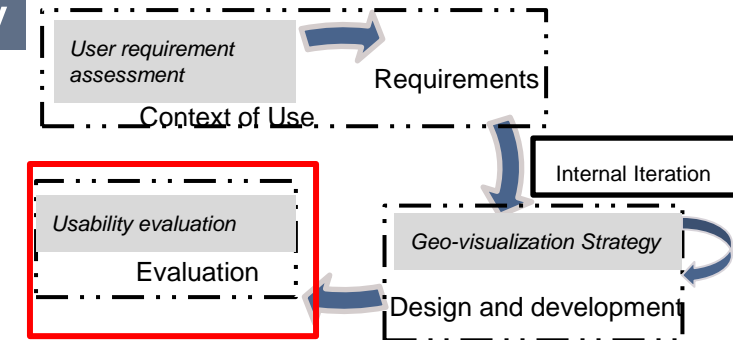 y
User requirement
assessment
Requirements
Context of Use
Internal Iteration
Usability evaluation
Geo-visualization Strategy
Evaluation
Design and development